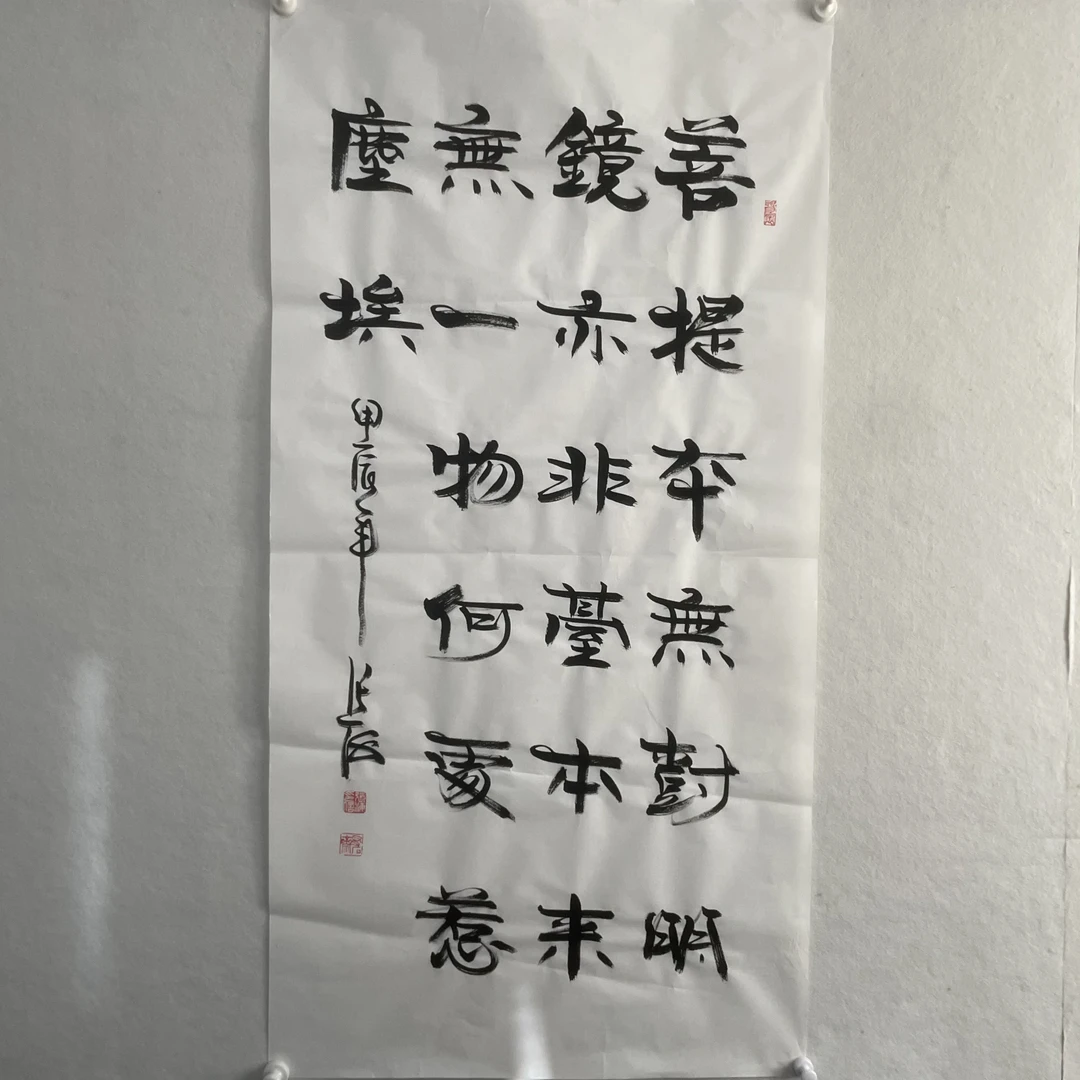 菩提本無樹明
鏡亦非臺本来
無一物何處惹
塵埃
甲辰年